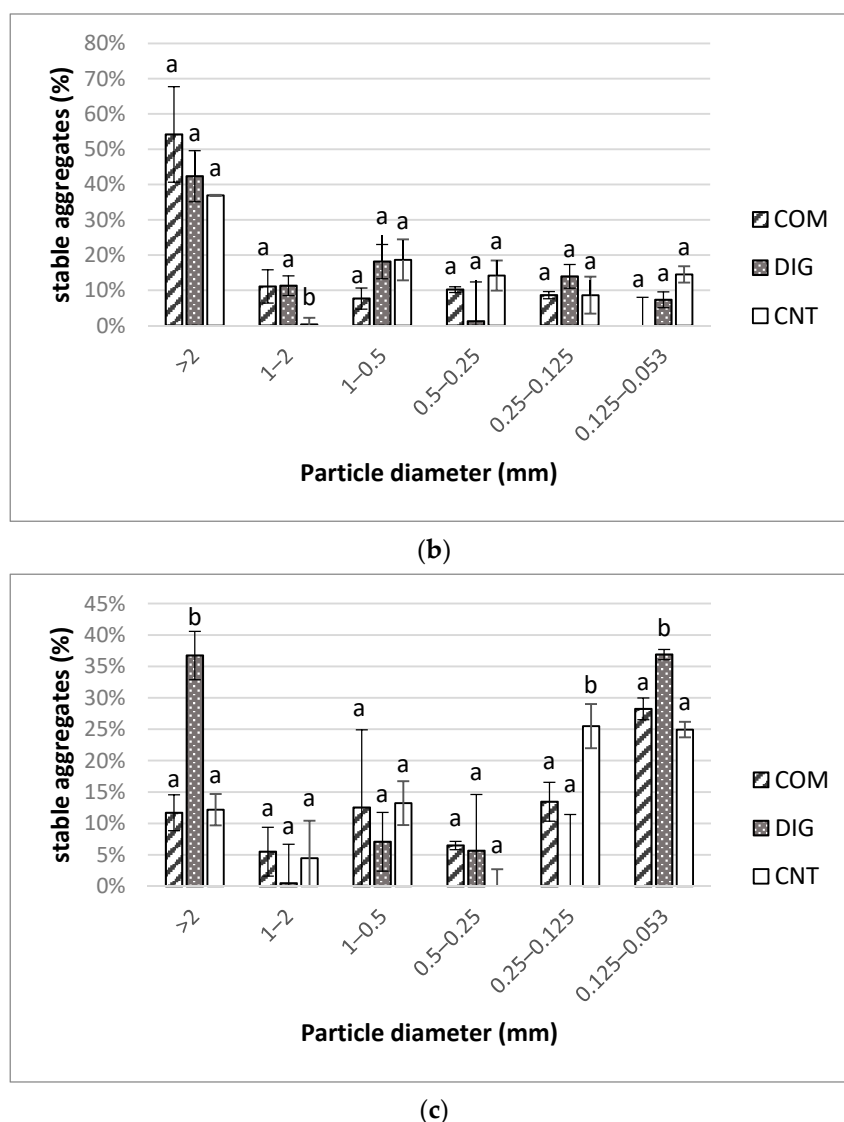 80%
70%
60%
50%
40%
30%
20%
10%
0%
stable aggregates (%)
a a a
a a b
a a a
a a a
a a a
a a a
>2
1–2
1–0.5
0.5–0.25
0.25–0.125
0.125–0.053
Particle diameter (mm)
COM
DIG
CNT
(b)
45%
40%
35%
30%
25%
20%
15%
10%
5%
0%
stable aggregates (%)
a b a
a a a
a a a
a a a
a a b
a b a
>2
1–2
1–0.5
0.5–0.25
0.25–0.125
0.125–0.053
Particle diameter (mm)
COM
DIG
CNT
(c)